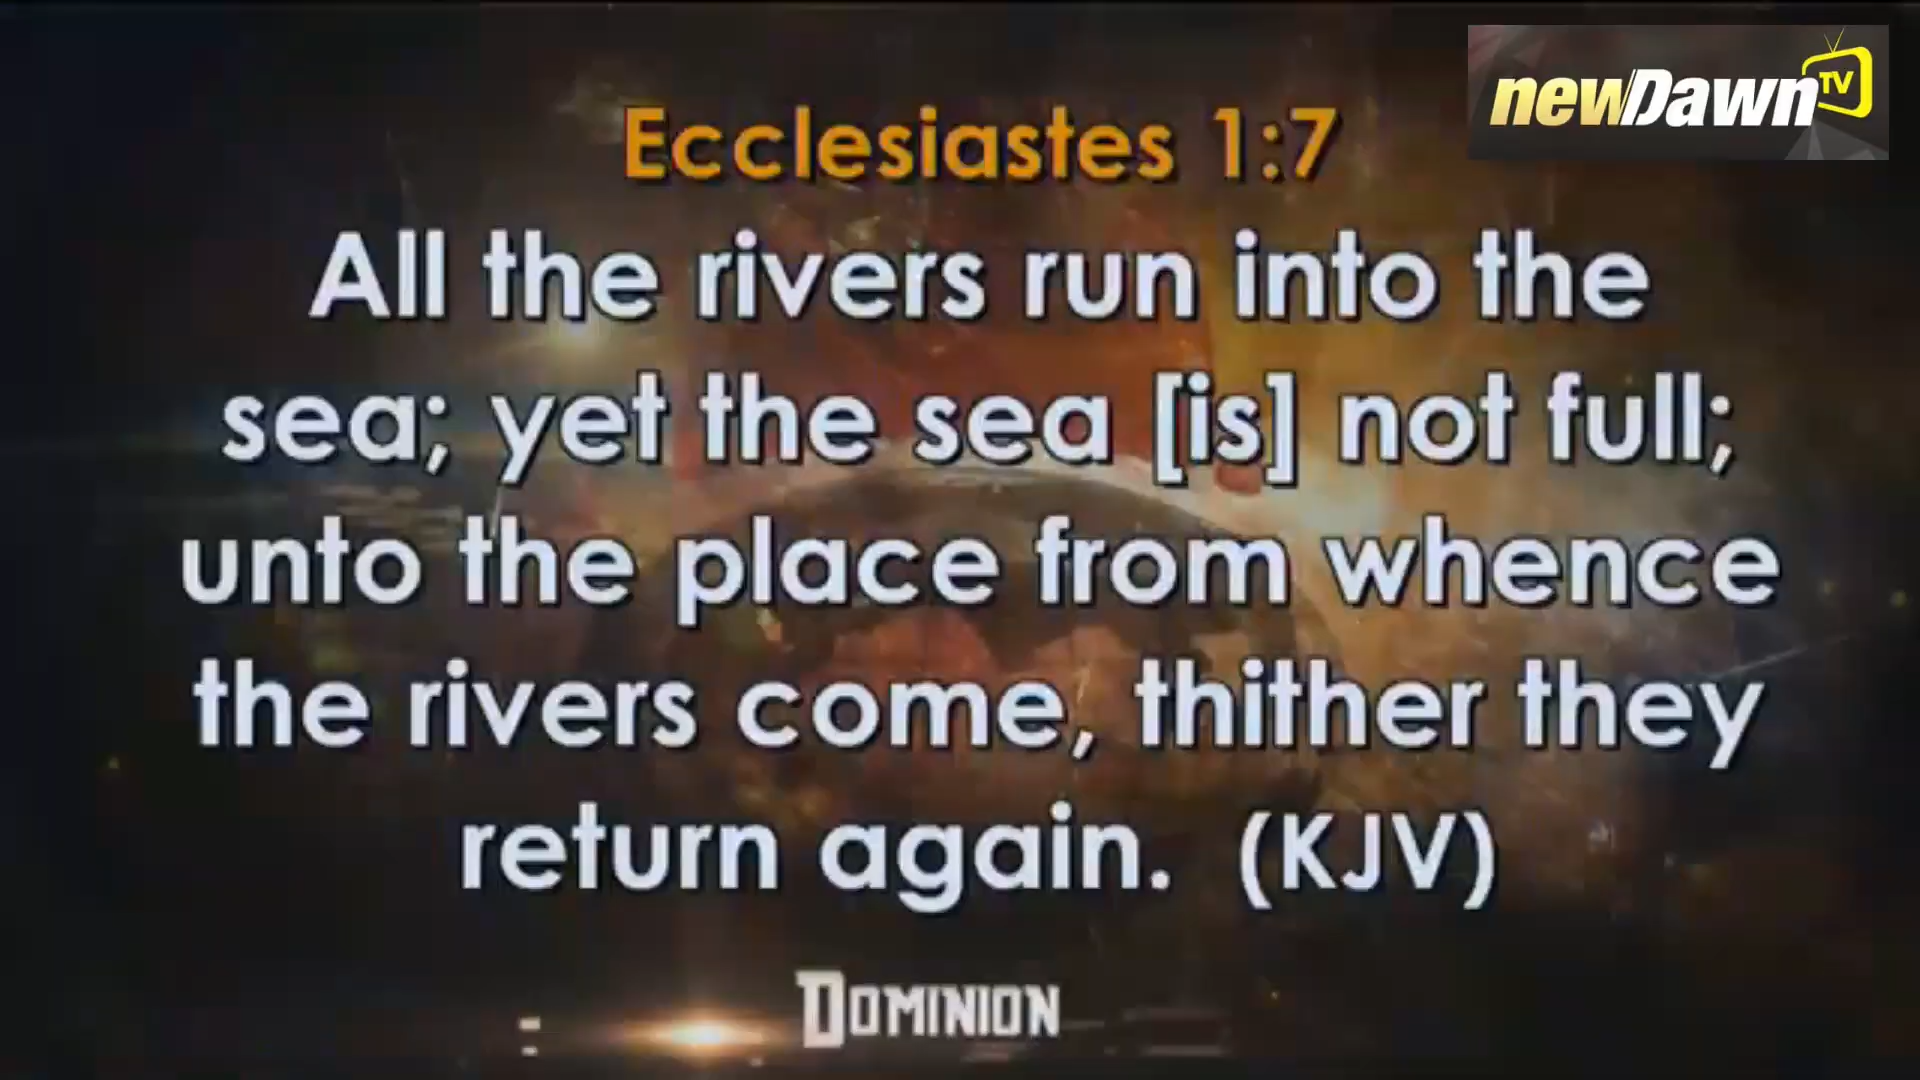 newDawn TV
Ecclesiastes 1:7
All the rivers run into the
sea; yet the sea [is] not full;
unto the place from whence
the rivers come, thither they
return again. (KJV)
DOMINION